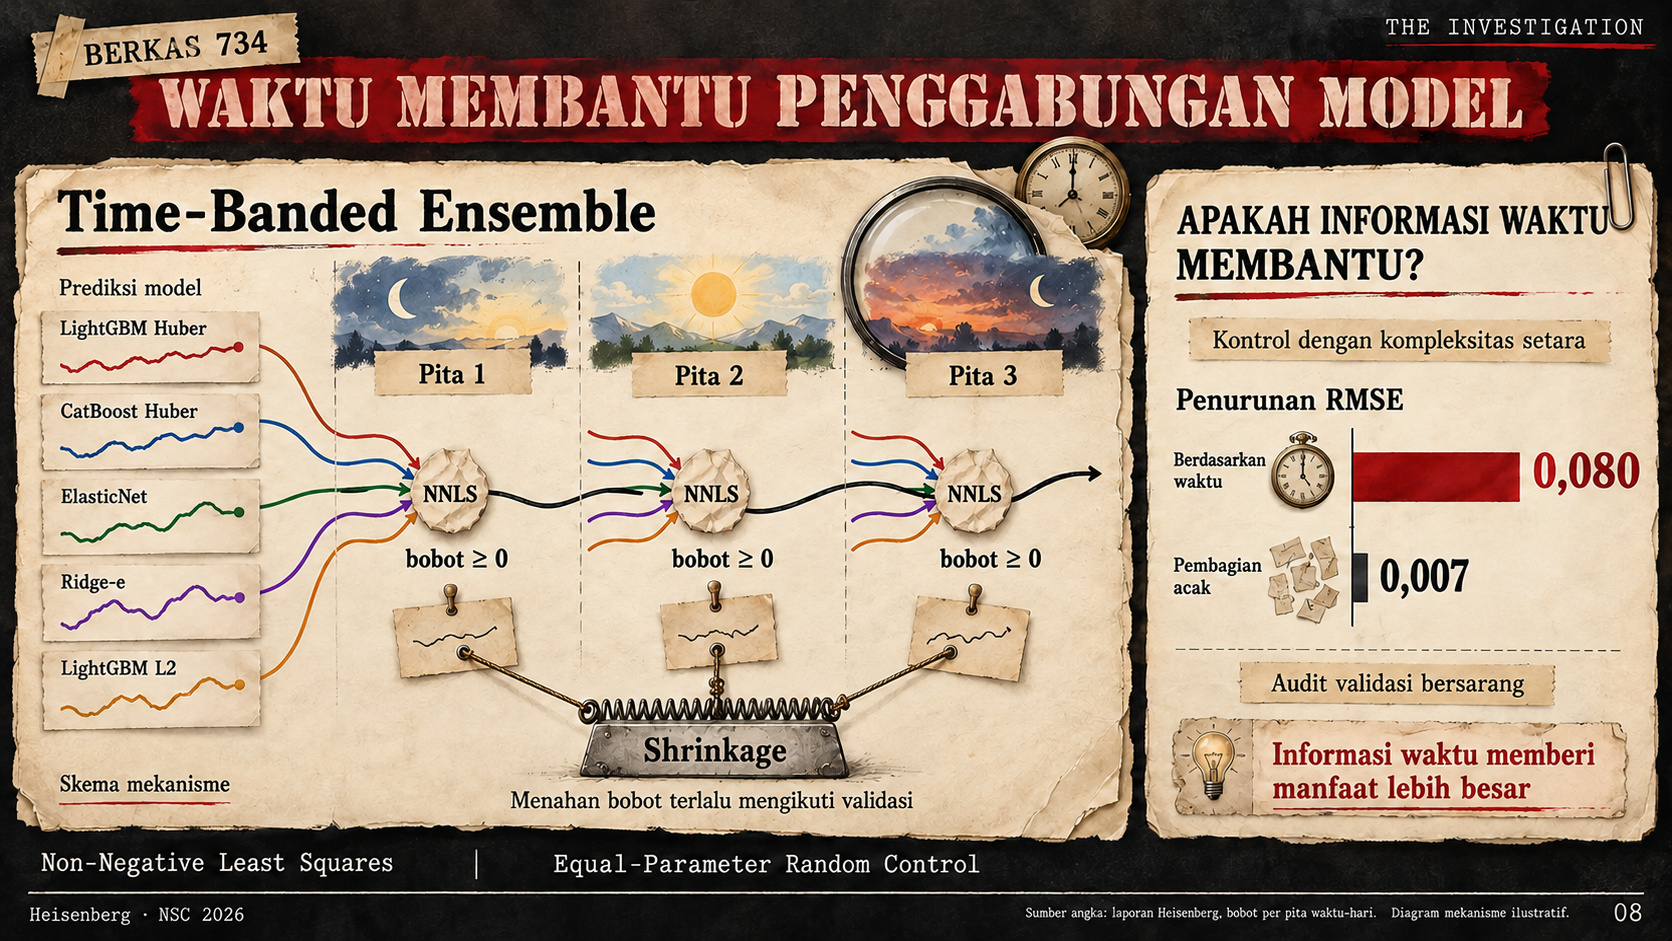 BERKAS 734
THE INVESTIGATION
WAKTU MEMBANTU PENGGABUNGAN MODEL
Time-Banded Ensemble
Prediksi model
LightGBM Huber
CatBoost Huber
ElasticNet
Ridge-e
LightGBM L2
Skema mekanisme
Pita 1
Pita 2
Pita 3
NNLS
NNLS
NNLS
bobot ≥ 0
bobot ≥ 0
bobot ≥ 0
Shrinkage
Menahan bobot terlalu mengikuti validasi
APAKAH INFORMASI WAKTU
MEMBANTU?
Kontrol dengan kompleksitas setara
Penurunan RMSE
Berdasarkan
waktu
0,080
Pembagian
acak
0,007
Audit validasi bersarang
Informasi waktu memberi
manfaat lebih besar
Non-Negative Least Squares | Equal-Parameter Random Control
Heisenberg · NSC 2026
Sumber angka: laporan Heisenberg, bobot per pita waktu-hari. Diagram mekanisme ilustratif.
08